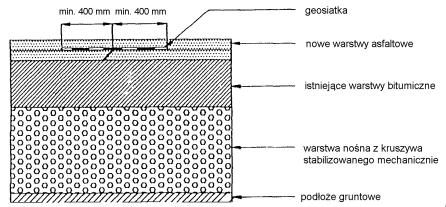 min. 400 mm min. 400 mm
geosiatka
nowe warstwy asfaltowe
istniejące warstwy bitumiczne
warstwa nośna z kruszywa
stabilizowanego mechanicznie
podłoże gruntowe